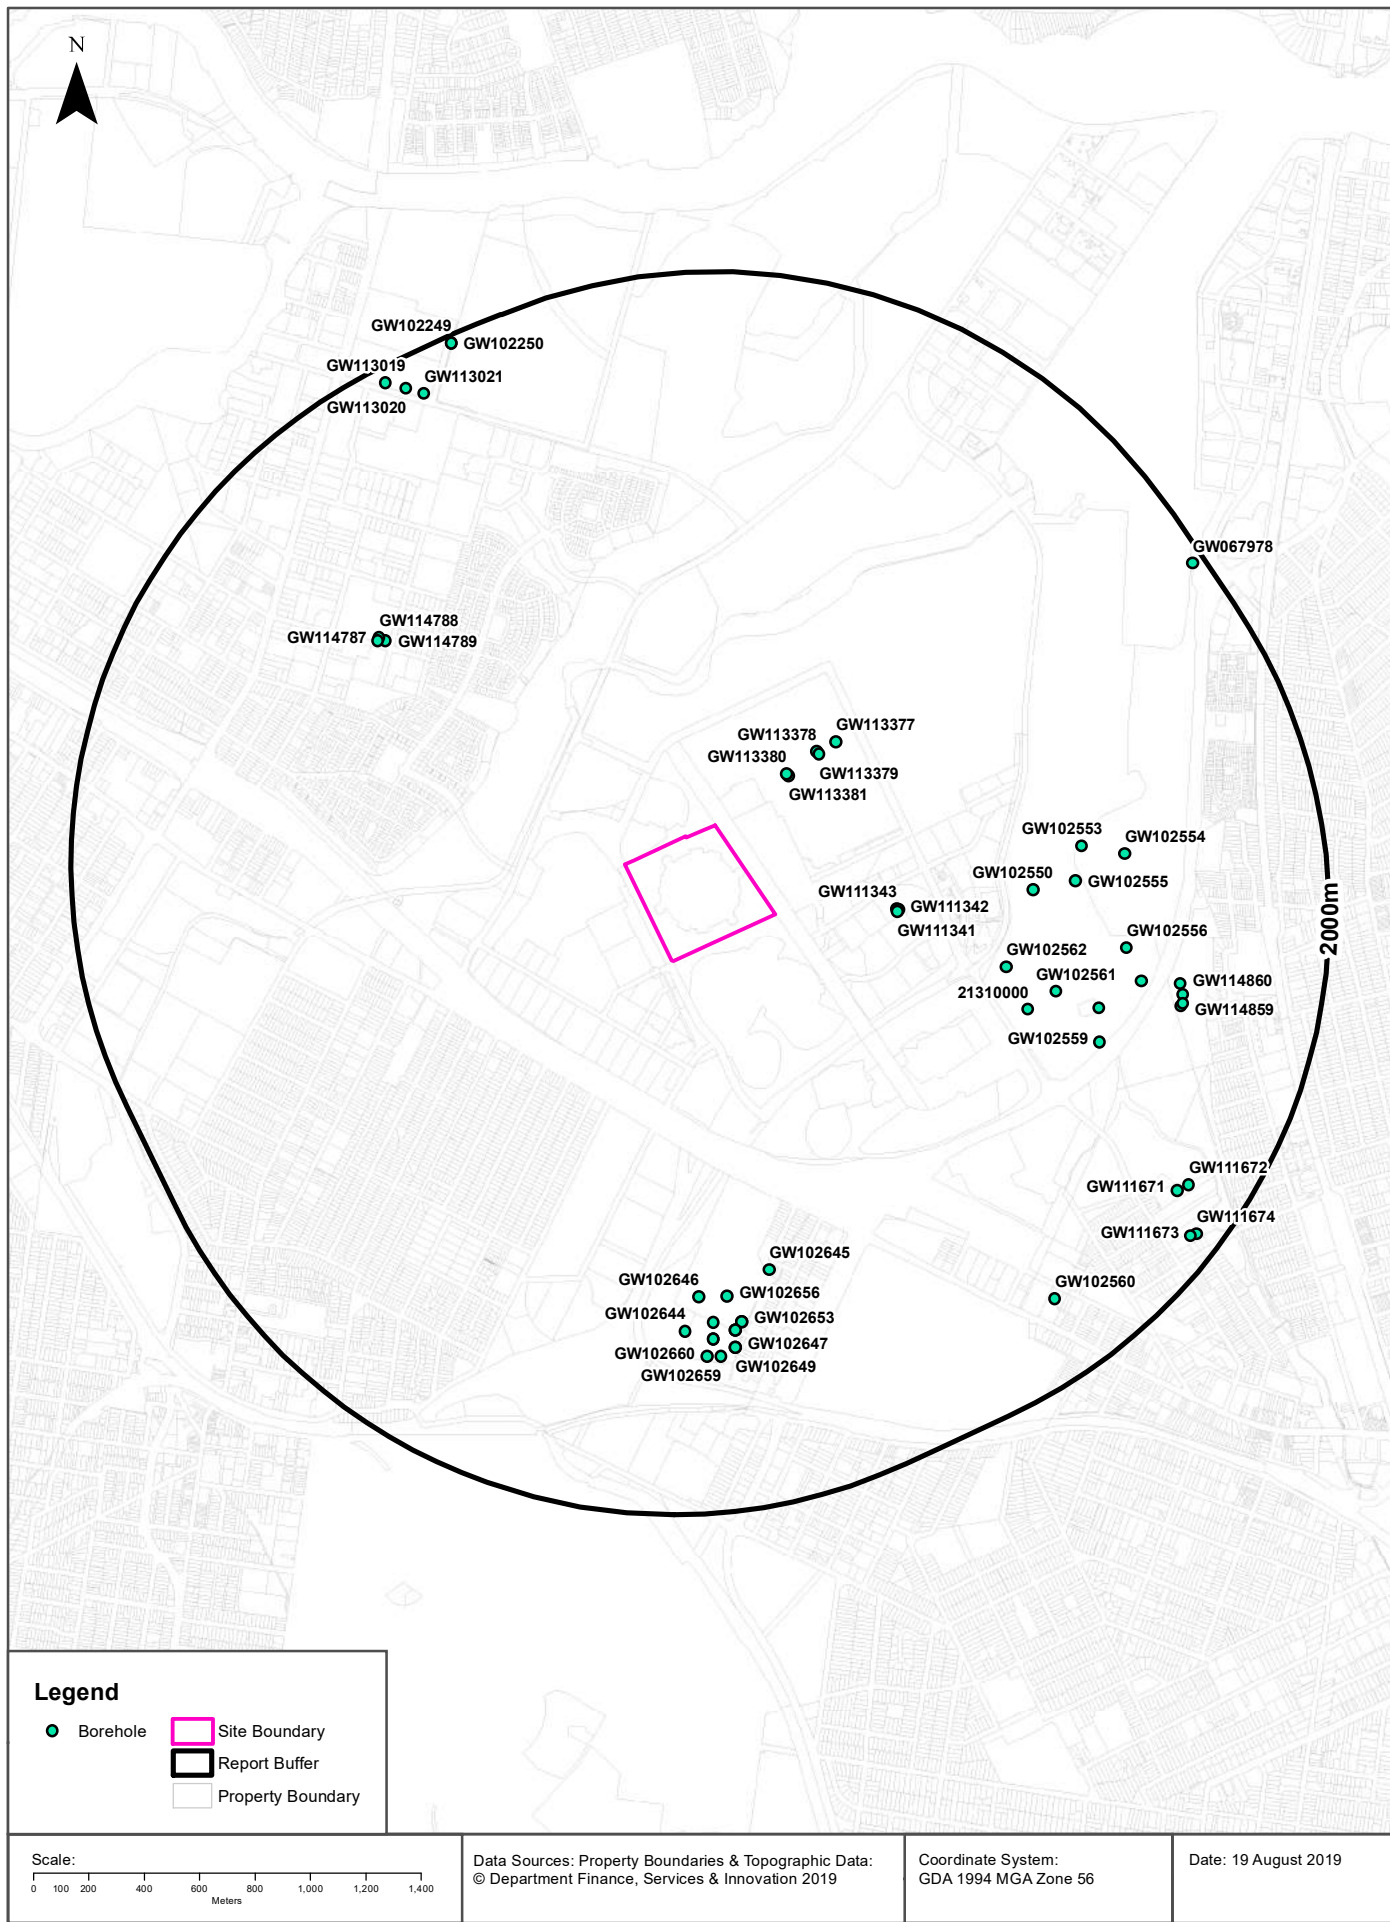 N
GW102249
GW102250
GW113019
GW113021
GW113020
GW067978
GW114788
GW114787
GW114789
GW113377
GW113378
GW113380
GW113379
GW113381
GW102553
GW102554
GW102550
GW102555
GW111343
GW111342
GW111341
2000m
GW102556
GW102562
GW102561
GW114860
21310000
GW114859
GW102559
GW111672
GW111671
GW111674
GW111673
GW102645
GW102646
GW102656
GW102560
GW102644
GW102653
GW102647
GW102660
GW102649
GW102659
Legend
Borehole
Site Boundary
Report Buffer
Property Boundary
Scale:
0 100 200 400 600 800 1,000 1,200 1,400
Meters
Data Sources: Property Boundaries & Topographic Data:
© Department Finance, Services & Innovation 2019
Coordinate System:
GDA 1994 MGA Zone 56
Date: 19 August 2019